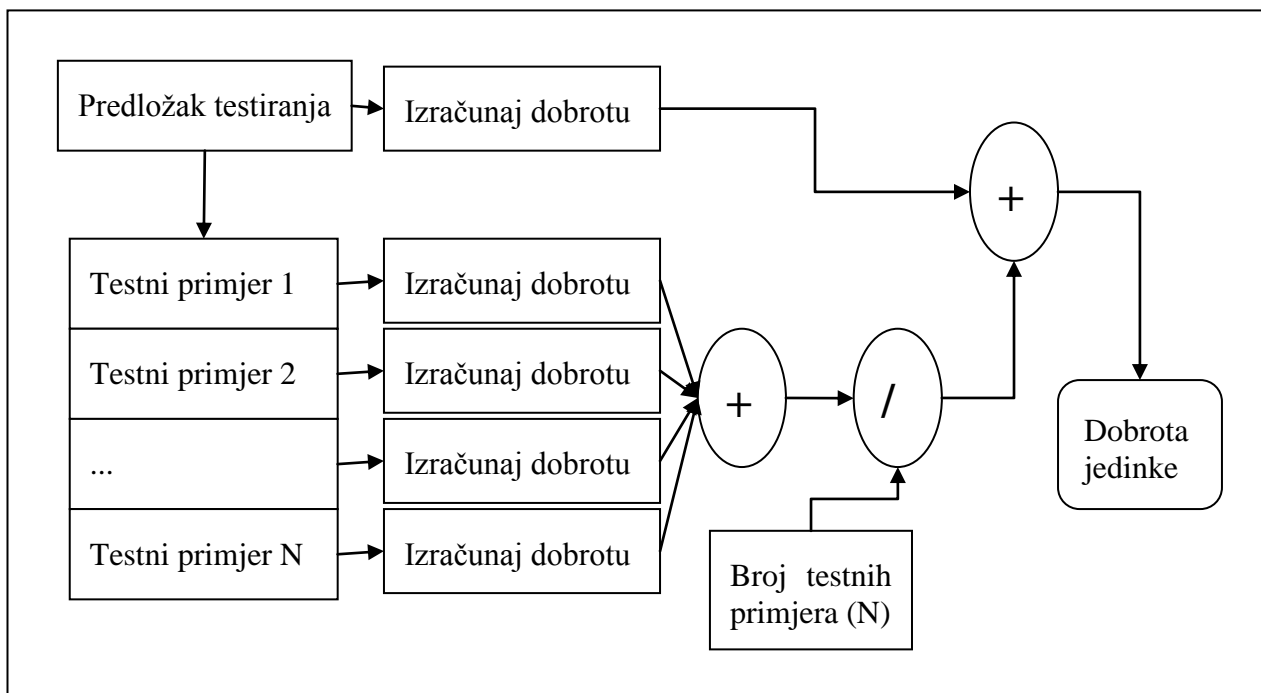 Predložak testiranja
Izračunaj dobrotu
+
Testni primjer 1
Izračunaj dobrotu
Testni primjer 2
Izračunaj dobrotu
...
Izračunaj dobrotu
Testni primjer N
Izračunaj dobrotu
+
/
Broj testnih
primjera (N)
Dobrota
jedinke